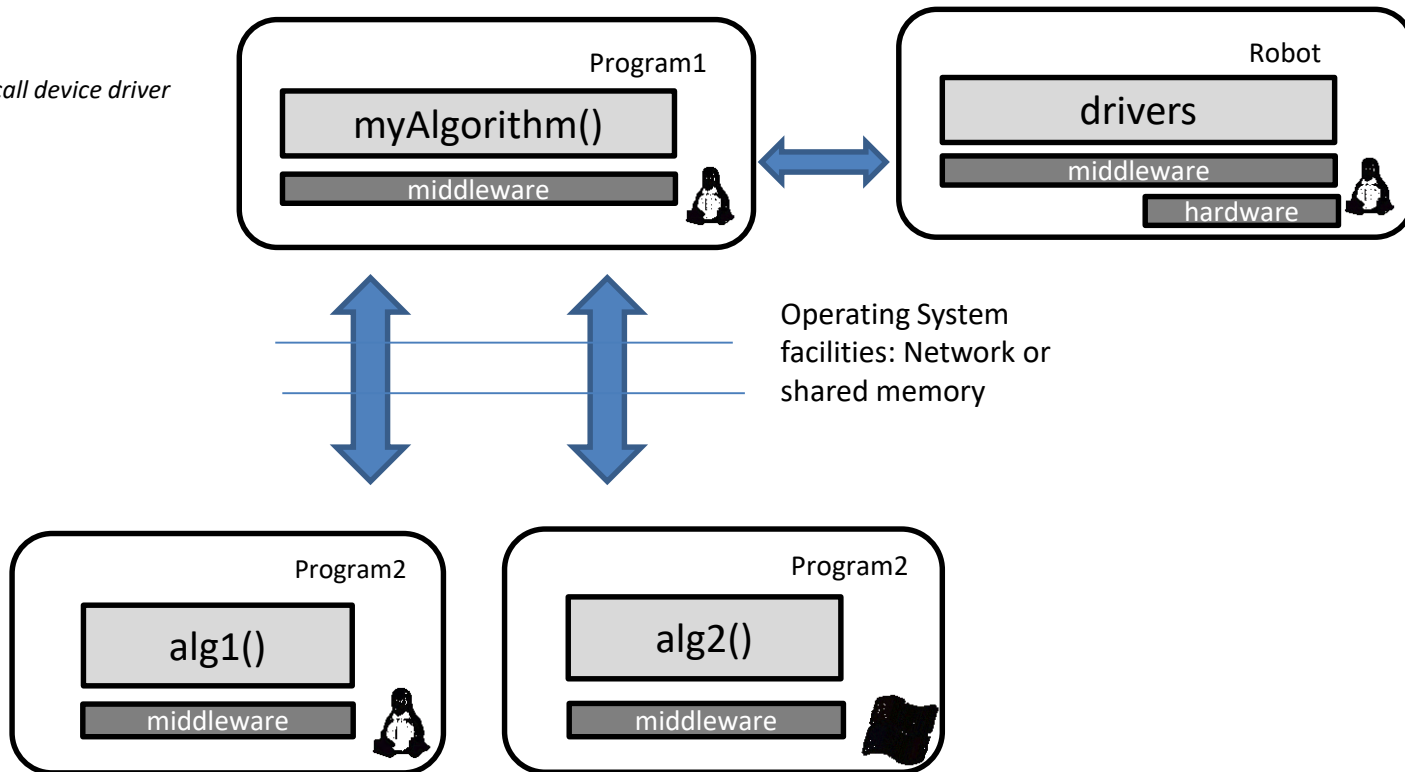 call device driver
Program1
myAlgorithm()
middleware
Robot
drivers
middleware
hardware
Operating System
facilities: Network or
shared memory
Program2
alg1()
middleware
Program2
alg2()
middleware